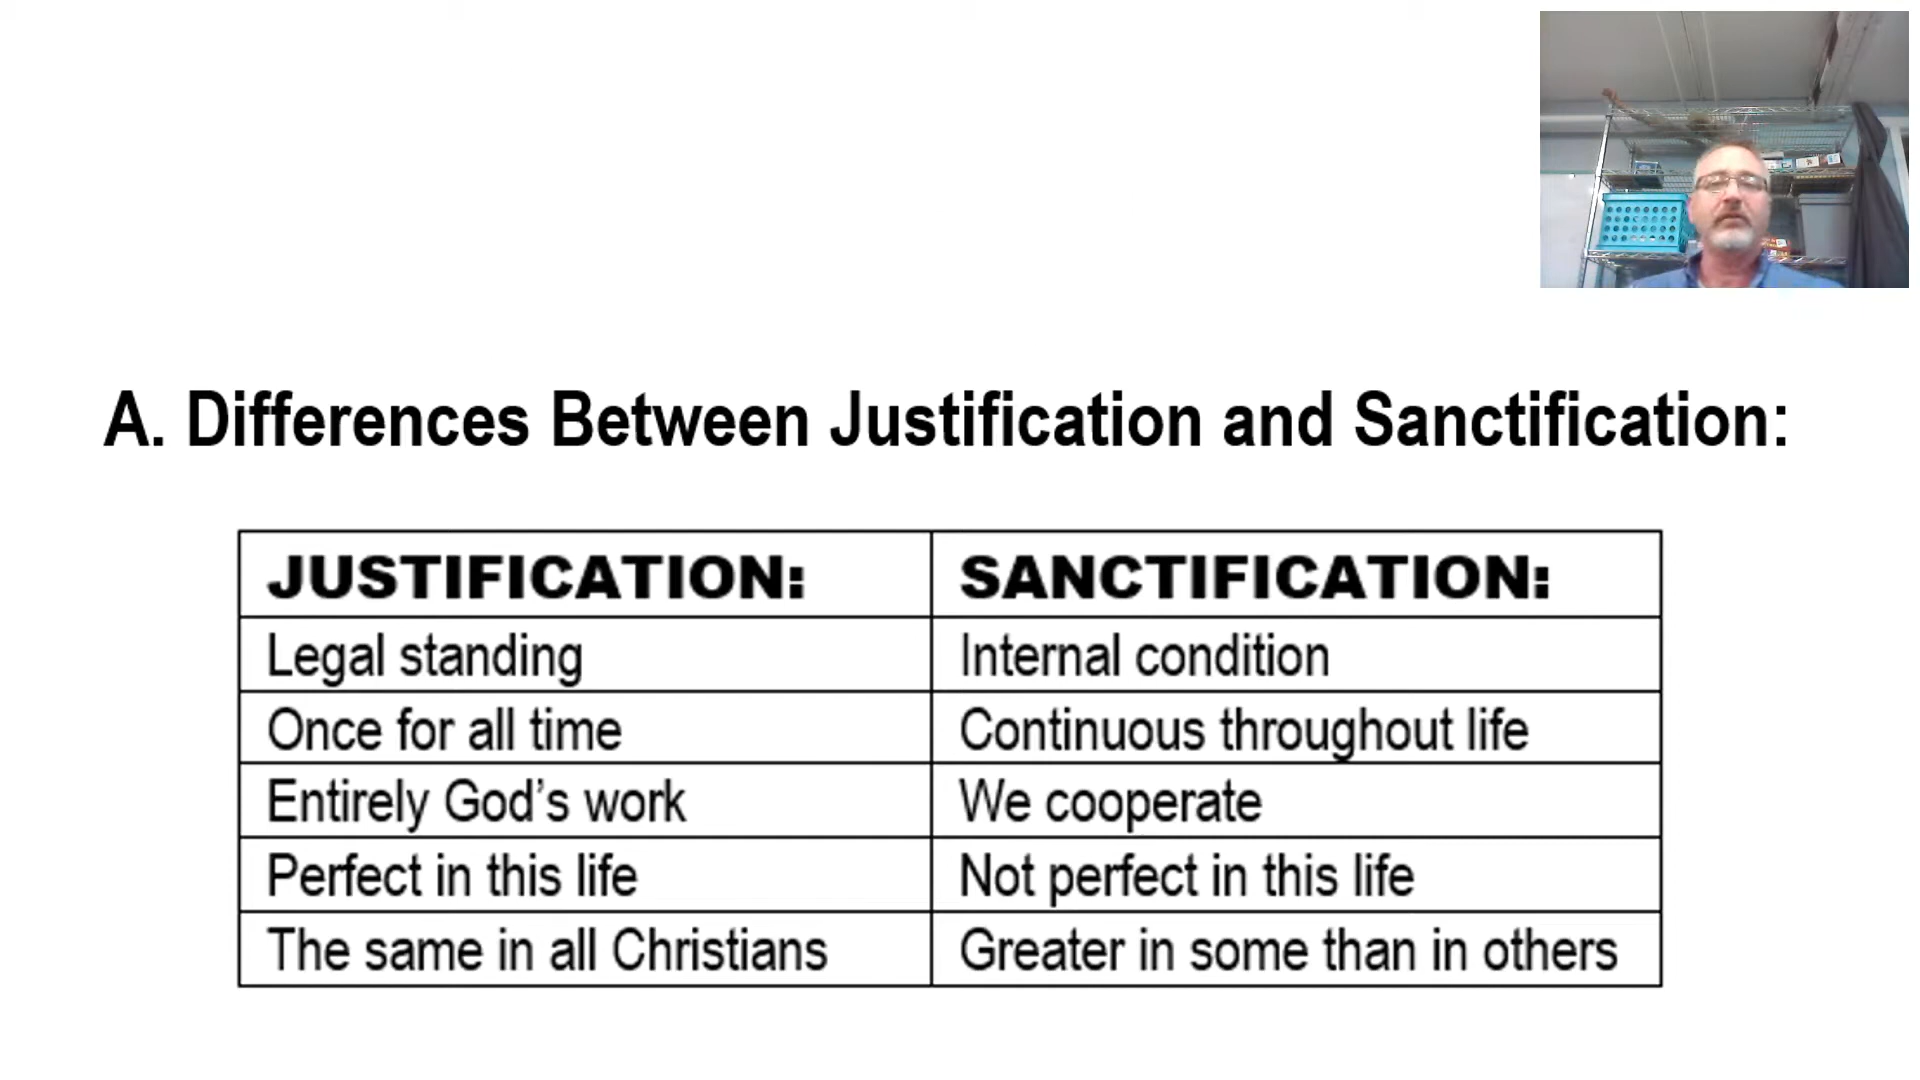 A. Differences Between Justification and Sanctification:
JUSTIFICATION: SANCTIFICATION:
Legal standing Internal condition
Once for all time Continuous throughout life
Entirely God’s work We cooperate
Perfect in this life Not perfect in this life
The same in all Christians Greater in some than in others